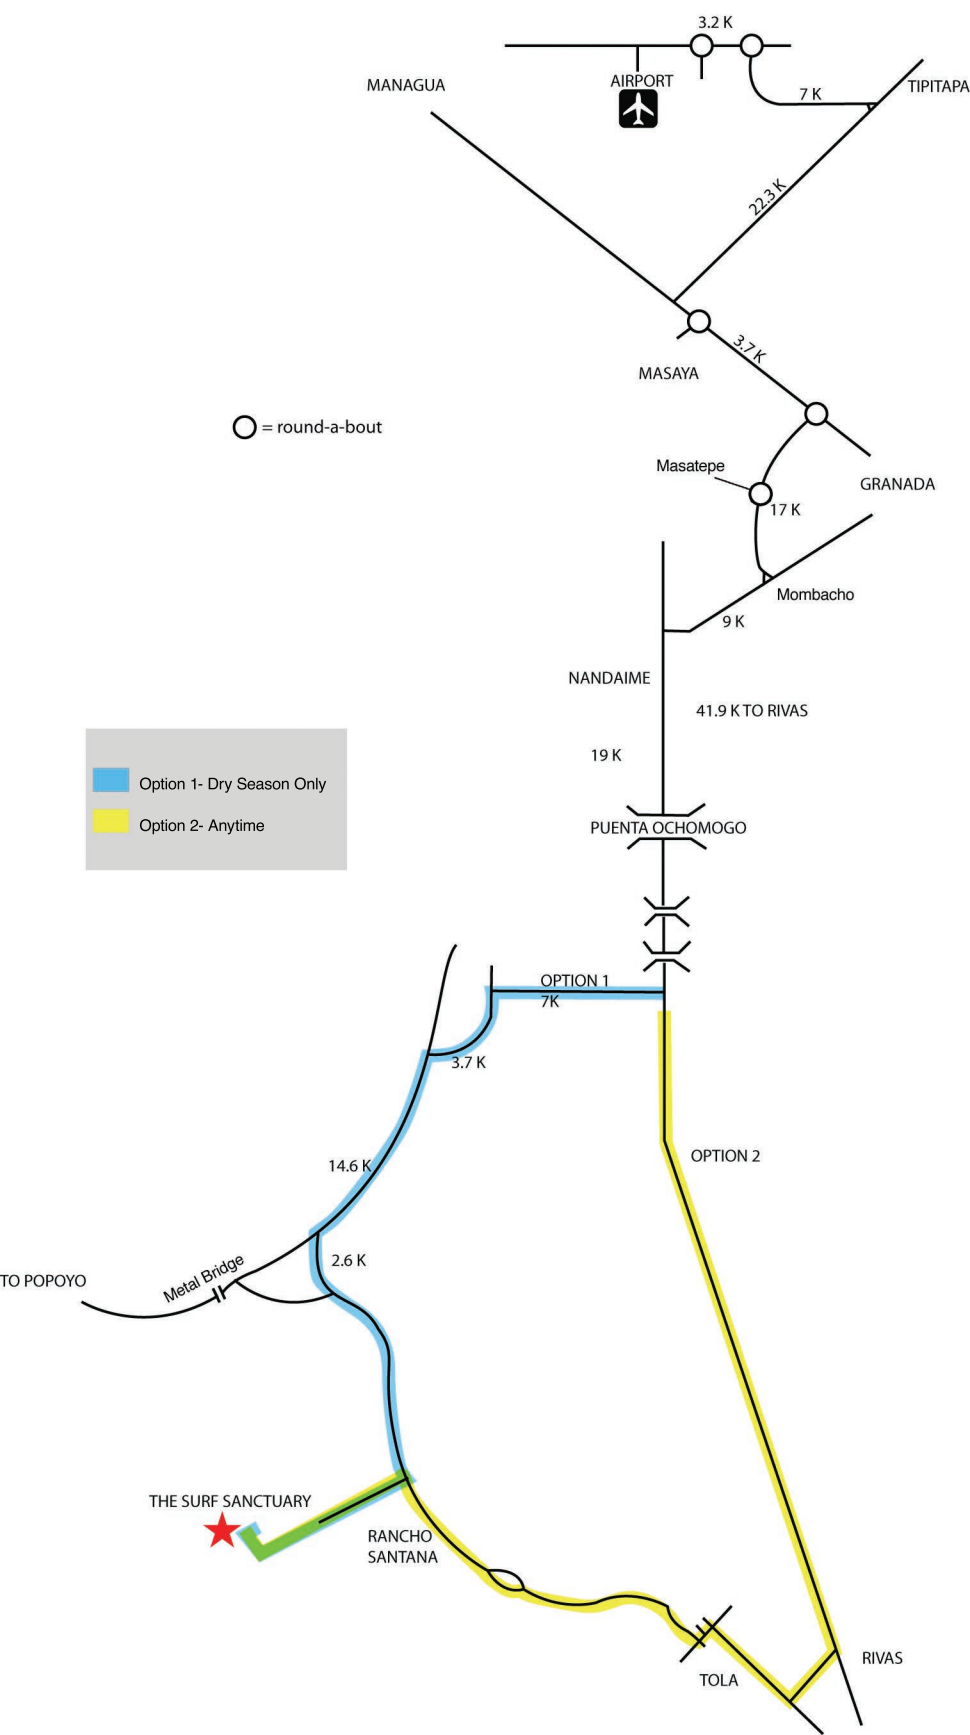 3.2 K
MANAGUA
AIRPORT
7 K
TIPITAPA
22.3 K
3.7 K
MASAYA
= round-a-bout
Masatepe
GRANADA
17 K
Mombacho
9 K
NANDAIME
41.9 K TO RIVAS
19 K
Option 1- Dry Season Only
Option 2- Anytime
PUENTA OCHOMOGO
OPTION 1
7K
3.7 K
OPTION 2
14.6 K
2.6 K
Metal Bridge
TO POPOYO
THE SURF SANCTUARY
RANCHO
SANTANA
RIVAS
TOLA